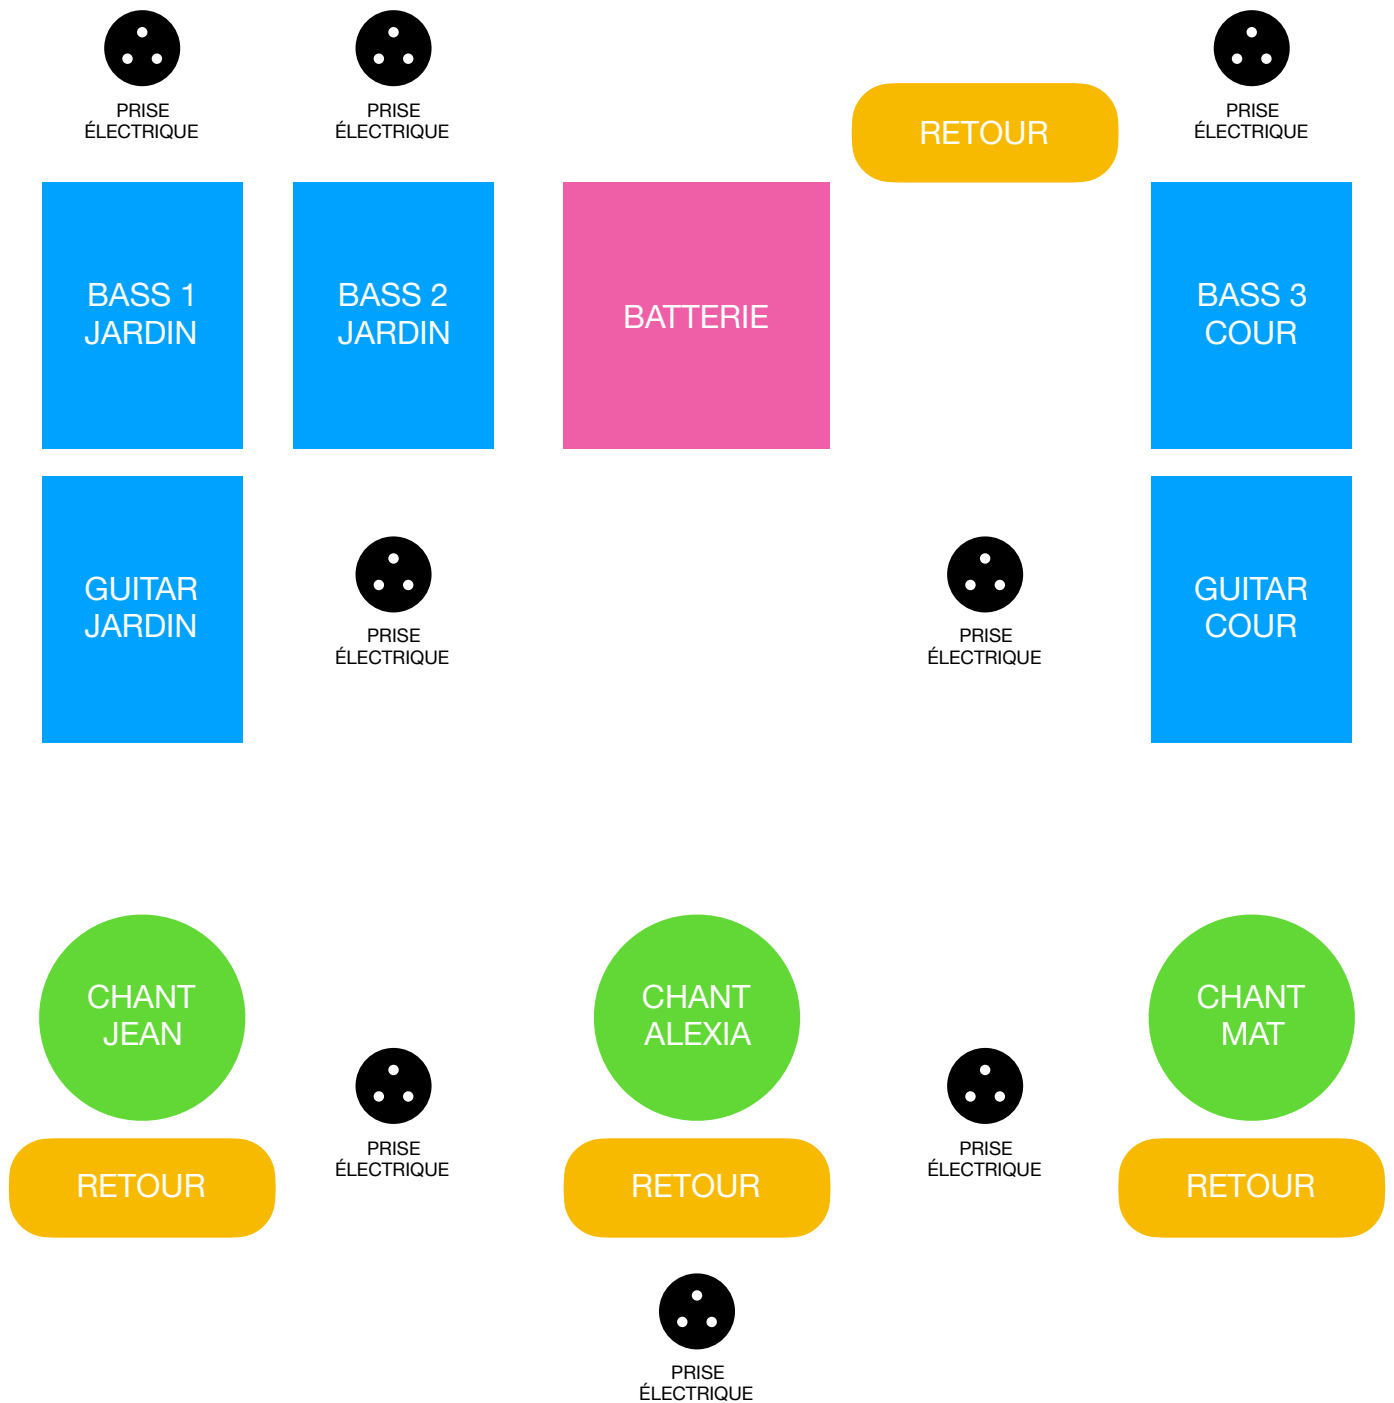 PRISE
ÉLECTRIQUE
PRISE
ÉLECTRIQUE
PRISE
ÉLECTRIQUE
RETOUR
BASS 1
JARDIN
BASS 2
JARDIN
BATTERIE
BASS 3
COUR
GUITAR
JARDIN
PRISE
ÉLECTRIQUE
PRISE
ÉLECTRIQUE
GUITAR
COUR
CHANT
JEAN
CHANT
ALEXIA
CHANT
MAT
PRISE
ÉLECTRIQUE
PRISE
ÉLECTRIQUE
RETOUR
RETOUR
RETOUR
PRISE
ÉLECTRIQUE